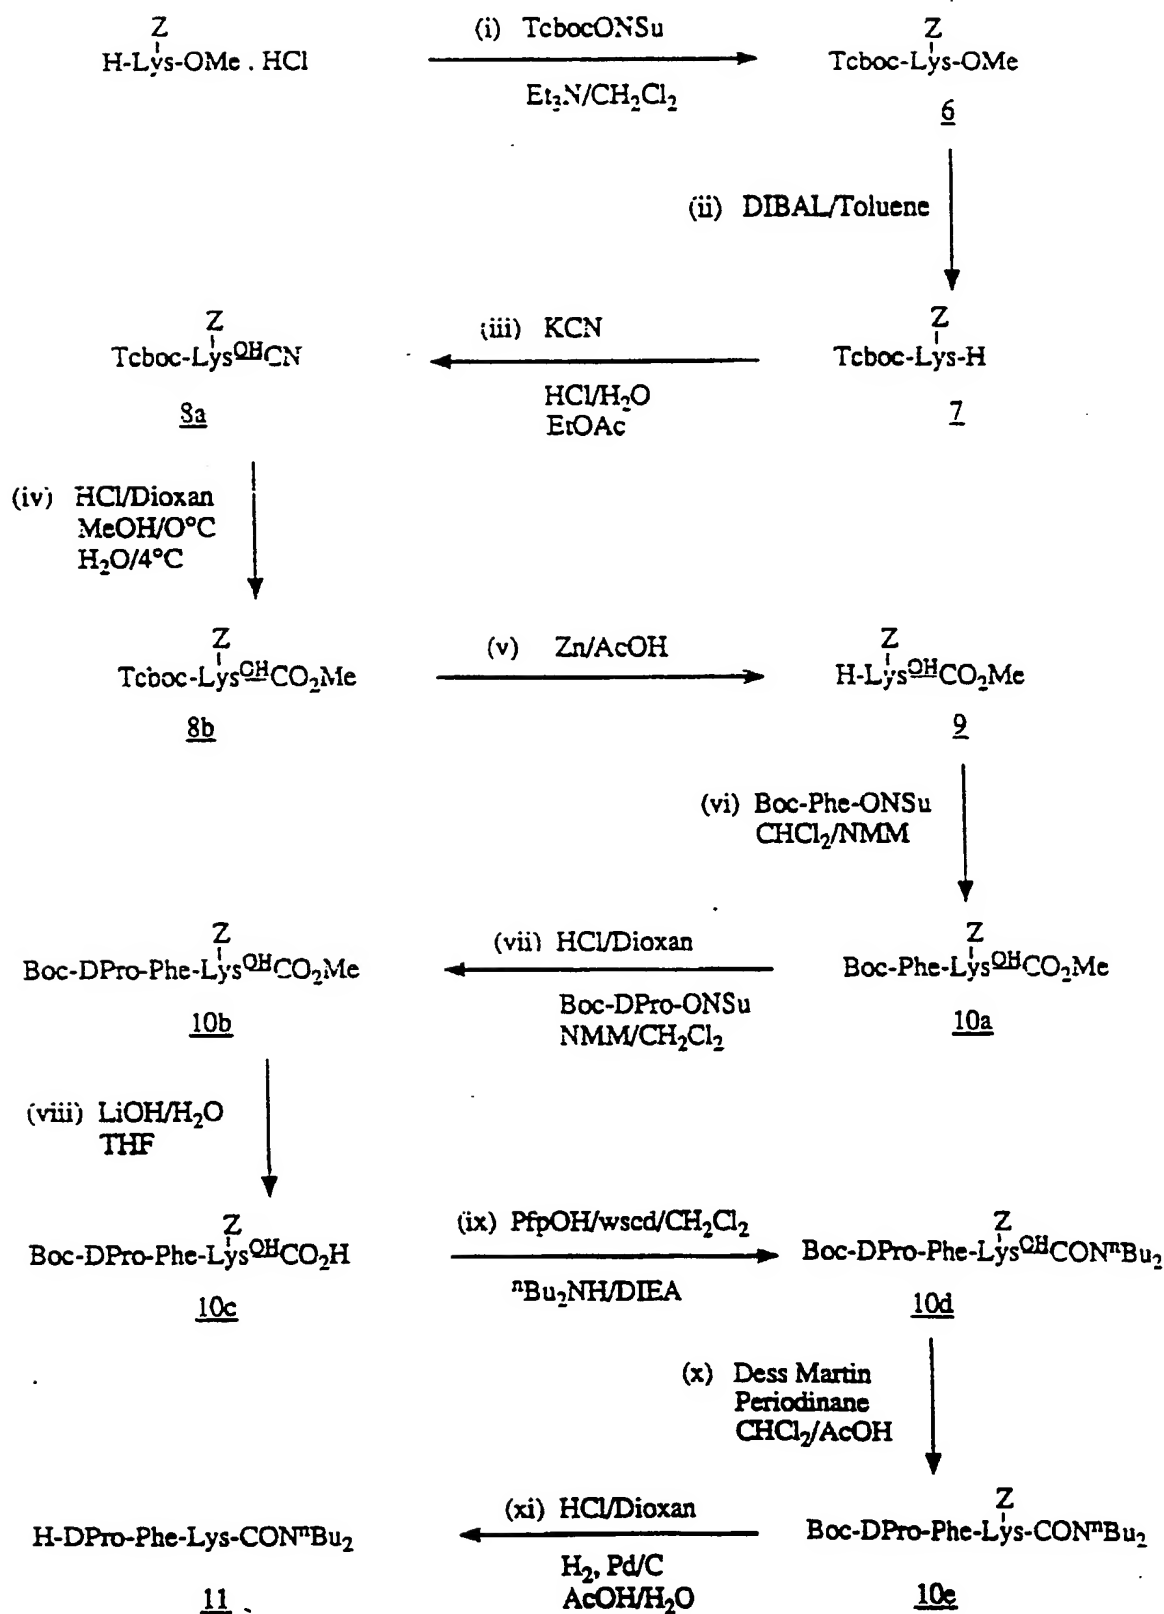 Z
H-Lys-OMe . HCl
(i) TcbocONSu
Et3N/CH2Cl2
Z
Tcboc-Lys-OMe
6
(ii) DIBAL/Toluene
Z
Tcboc-Lys-H
7
(iii) KCN
HCl/H2O
EtOAc
Z
Tcboc-LysOHCN
8a
(iv) HCl/Dioxan
MeOH/O°C
H2O/4°C
Z
Tcboc-LysOHCO2Me
8b
(v) Zn/AcOH
Z
H-LysOHCO2Me
9
(vi) Boc-Phe-ONSu
CHCl2/NMM
Z
Boc-Phe-LysOHCO2Me
10a
(vii) HCl/Dioxan
Boc-DPro-ONSu
NMM/CH2Cl2
Z
Boc-DPro-Phe-LysOHCO2Me
10b
(viii) LiOH/H2O
THF
Z
Boc-DPro-Phe-LysOHCO2H
10c
(ix) PfpOH/wscd/CH2Cl2
nBu2NH/DIEA
Z
Boc-DPro-Phe-LysOHCONnBu2
10d
(x) Dess Martin
Periodinane
CHCl2/AcOH
Z
Boc-DPro-Phe-Lys-CONnBu2
10e
(xi) HCl/Dioxan
H2, Pd/C
AcOH/H2O
H-DPro-Phe-Lys-CONnBu2
11